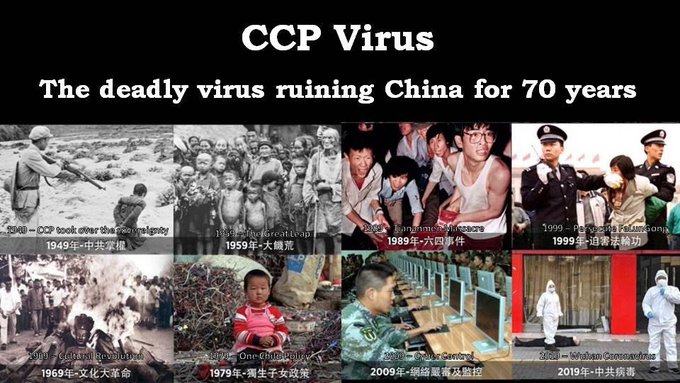 CCP Virus
The deadly virus ruining China for 70 years
1949 – CCP took over the sovereignty
1949年-中共掌權
1959 – The Great Leap
1959年-大饑荒
1989 – Tiananmen Massacre
1989年-六四事件
1999 – Persecute FaLunGong
1999年-迫害法輪功
1969 – Cultural Revolution
1969年-文化大革命
1979 – One Child Policy
1979年-獨生子女政策
2009 – Cyber Control
2009年-網絡嚴審及監控
2019 – Wuhan Coronavirus
2019年-中共病毒